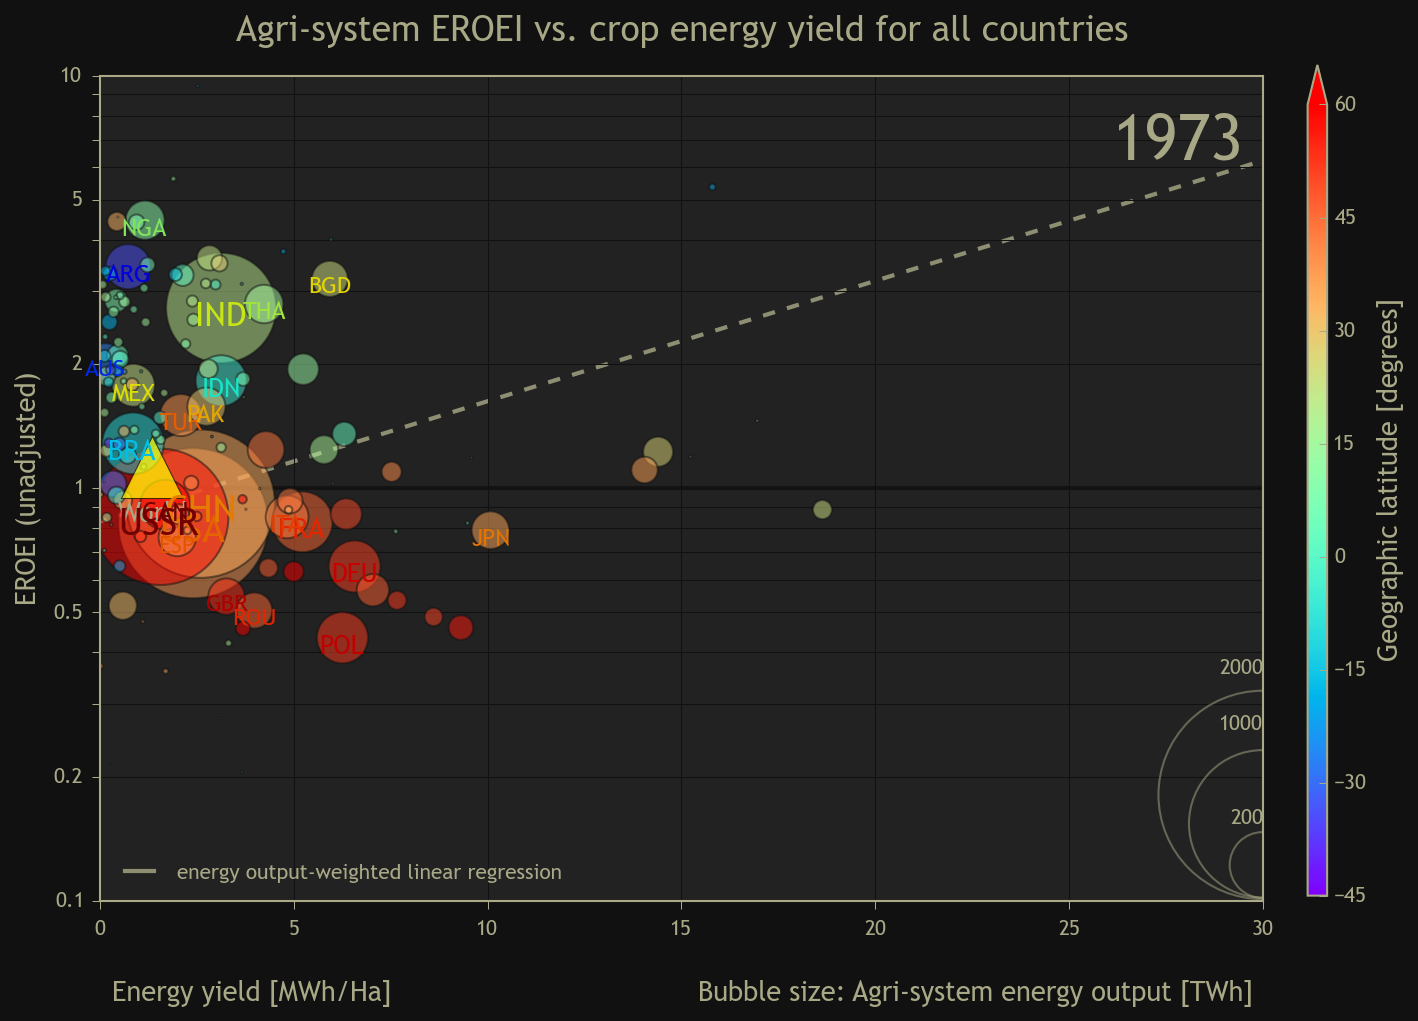 Agri-system EROEI vs. crop energy yield for all countries
1973
10
5
2
1
0.5
0.2
0.1
EROEI (unadjusted)
NGA
ARG
BGD
IND
THA
AUS
MEX
IDN
PAK
TUR
BRA
CHN
CAN
USSR
FRA
ESP
JPN
DEU
GBR
ROU
POL
2000
1000
200
energy output-weighted linear regression
0
5
10
15
20
25
30
Energy yield [MWh/Ha]
Bubble size: Agri-system energy output [TWh]
60
45
30
15
0
−15
−30
−45
Geographic latitude [degrees]